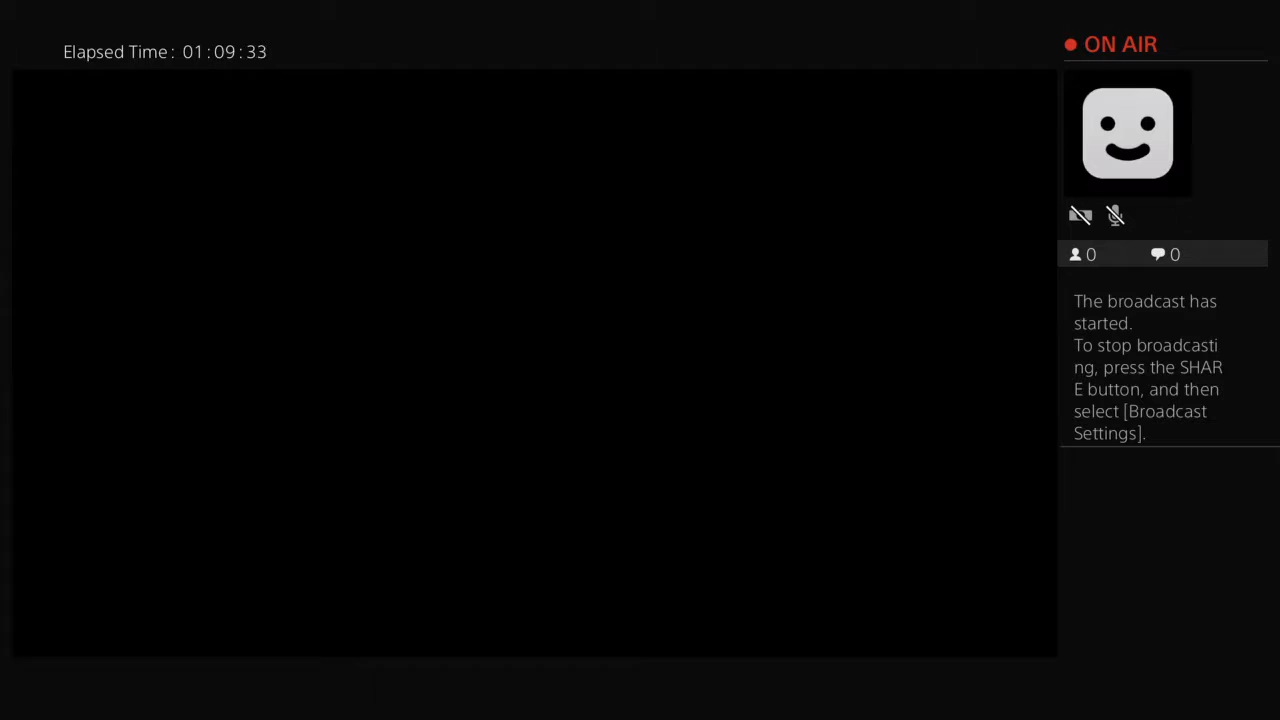 Elapsed Time: 01:09:33
ON AIR
0 0
The broadcast has
started.
To stop broadcasti
ng, press the SHAR
E button, and then
select [Broadcast
Settings].